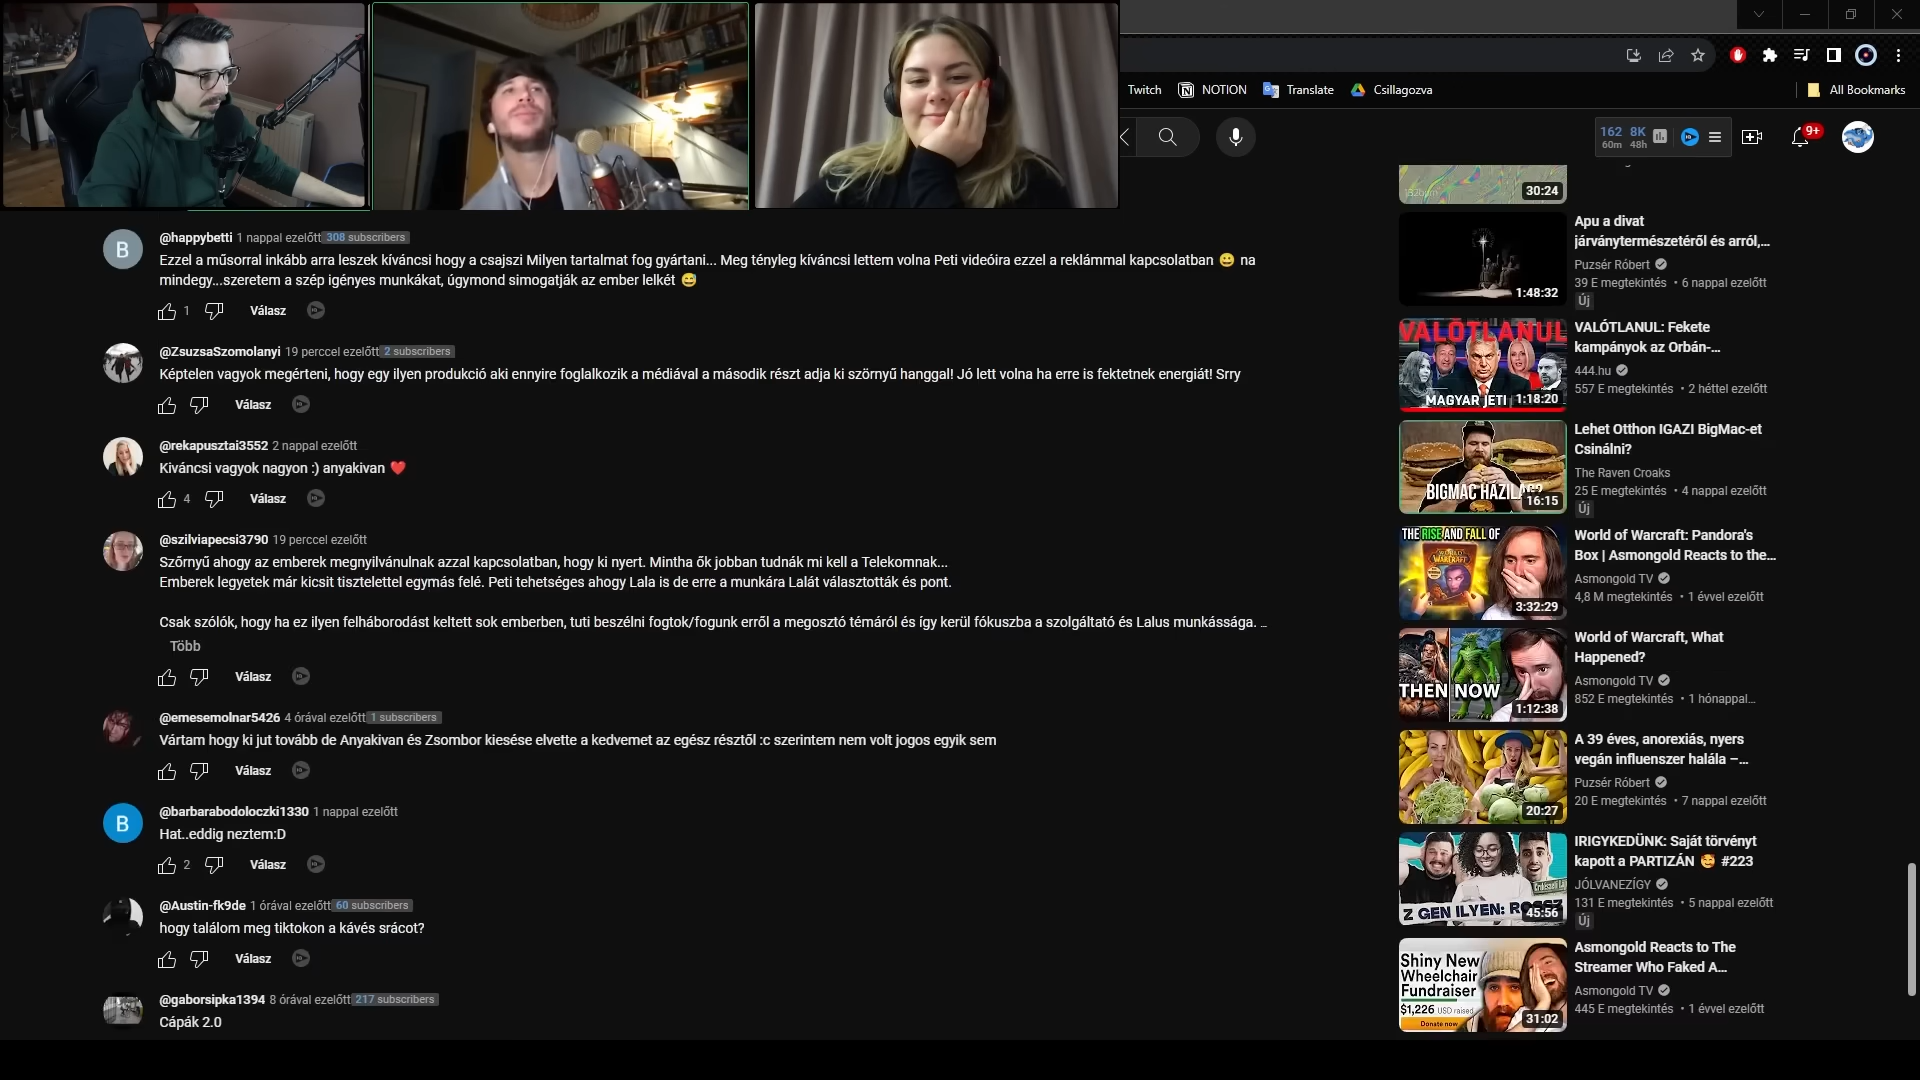 Twitch
NOTION
Translate
Csillagozva
All Bookmarks
162 8K
60m 48h
9+
@happybetti 1 nappal ezelőtt 308 subscribers
Ezzel a műsorral inkább arra leszek kíváncsi hogy a csajszi Milyen tartalmat fog gyártani... Meg tényleg kíváncsi lettem volna Peti videóira ezzel a reklámmal kapcsolatban 😀 na
mindegy...szeretem a szép igényes munkákat, úgymond simogatják az ember lelkét 😅
1 Válasz
@ZsuzsaSzomolanyi 19 perccel ezelőtt 2 subscribers
Képtelen vagyok megérteni, hogy egy ilyen produkció aki ennyire foglalkozik a médiával a második részt adja ki szörnyű hanggal! Jó lett volna ha erre is fektetnek energiát! Srry
Válasz
@rekapusztai3552 2 nappal ezelőtt
Kiváncsi vagyok nagyon :) anyakivan ❤️
4 Válasz
@szilviapecsi3790 19 perccel ezelőtt
Szőrnyű ahogy az emberek megnyilvánulnak azzal kapcsolatban, hogy ki nyert. Mintha ők jobban tudnák mi kell a Telekomnak...
Emberek legyetek már kicsit tisztelettel egymás felé. Peti tehetséges ahogy Lala is de erre a munkára Lalát választották és pont.
Csak szólók, hogy ha ez ilyen felháborodást keltett sok emberben, tuti beszélni fogtok/fogunk erről a megosztó témáról és így kerül fókuszba a szolgáltató és Lalus munkássága. ...
Több
Válasz
@emesemolnar5426 4 órával ezelőtt 1 subscribers
Vártam hogy ki jut tovább de Anyakivan és Zsombor kiesése elvette a kedvemet az egész résztől :c szerintem nem volt jogos egyik sem
Válasz
@barbarabodoloczki1330 1 nappal ezelőtt
Hat..eddig neztem:D
2 Válasz
@Austin-fk9de 1 órával ezelőtt 60 subscribers
hogy találom meg tiktokon a kávés srácot?
Válasz
@gaborsipka1394 8 órával ezelőtt 217 subscribers
Cápák 2.0
30:24
1:48:32
Apu a divat
járványtermészetéről és arról,...
Puzsér Róbert
39 E megtekintés • 6 nappal ezelőtt
Új
VALÓTLANUL
MAGYAR JETI
1:18:20
VALÓTLANUL: Fekete
kampányok az Orbán-...
444.hu
557 E megtekintés • 2 héttel ezelőtt
16:15
Lehet Otthon IGAZI BigMac-et
Csinálni?
The Raven Croaks
25 E megtekintés • 4 nappal ezelőtt
Új
THE RISE AND FALL OF
3:32:29
World of Warcraft: Pandora's
Box | Asmongold Reacts to the...
Asmongold TV
4,8 M megtekintés • 1 évvel ezelőtt
THEN NOW
1:12:38
World of Warcraft, What
Happened?
Asmongold TV
852 E megtekintés • 1 hónappal...
20:27
A 39 éves, anorexiás, nyers
vegán influenszer halála –...
Puzsér Róbert
20 E megtekintés • 7 nappal ezelőtt
Z GEN ILYEN:
45:56
IRIGYKEDÜNK: Saját törvényt
kapott a PARTIZÁN 🥰 #223
JÓLVANEZÍGY
131 E megtekintés • 5 nappal ezelőtt
Új
Shiny New
Wheelchair
Fundraiser
$1,226 USD raised
Donate now
31:02
Asmongold Reacts to The
Streamer Who Faked A...
Asmongold TV
445 E megtekintés • 1 évvel ezelőtt